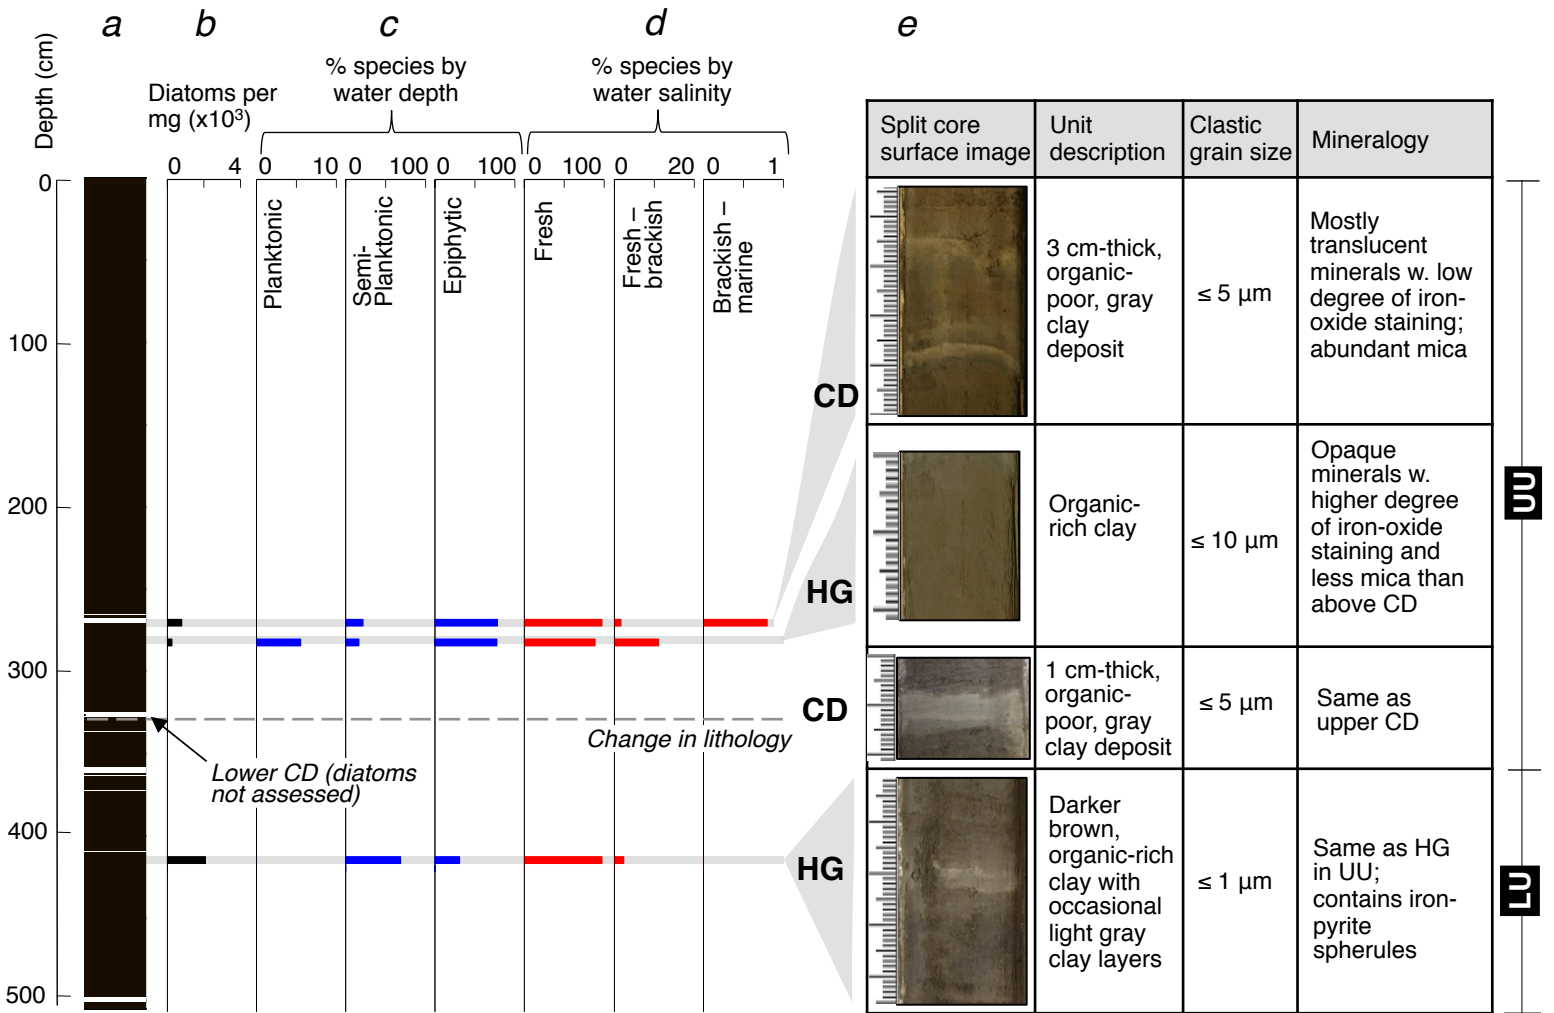 a
b
c
d
e
Depth (cm)
Diatoms per
mg (x10³)
% species by
water depth
% species by
water salinity
0 4
0 10
0 100
0 100
0 100
0 20
0 1
Planktonic
Semi-
Planktonic
Epiphytic
Fresh
Fresh –
brackish
Brackish –
marine
0
100
200
300
400
500
Change in lithology
Lower CD (diatoms
not assessed)
CD
HG
CD
HG
Split core
surface image
Unit
description
Clastic
grain size
Mineralogy
3 cm-thick,
organic-
poor, gray
clay
deposit
≤ 5 µm
Mostly
translucent
minerals w. low
degree of iron-
oxide staining;
abundant mica
Organic-
rich clay
≤ 10 µm
Opaque
minerals w.
higher degree
of iron-oxide
staining and
less mica than
above CD
1 cm-thick,
organic-
poor, gray
clay deposit
≤ 5 µm
Same as
upper CD
Darker
brown,
organic-rich
clay with
occasional
light gray
clay layers
≤ 1 µm
Same as HG
in UU;
contains iron-
pyrite
spherules
UU
LU